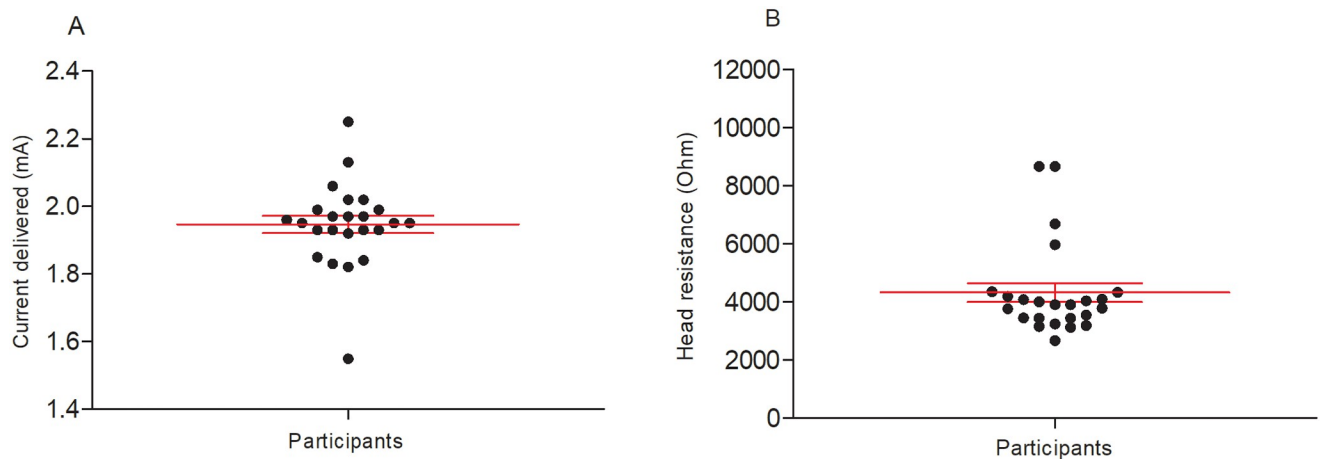 A
Current delivered (mA)
2.4
2.2
2.0
1.8
1.6
1.4
Participants
B
Head resistance (Ohm)
12000
10000
8000
6000
4000
2000
0
Participants